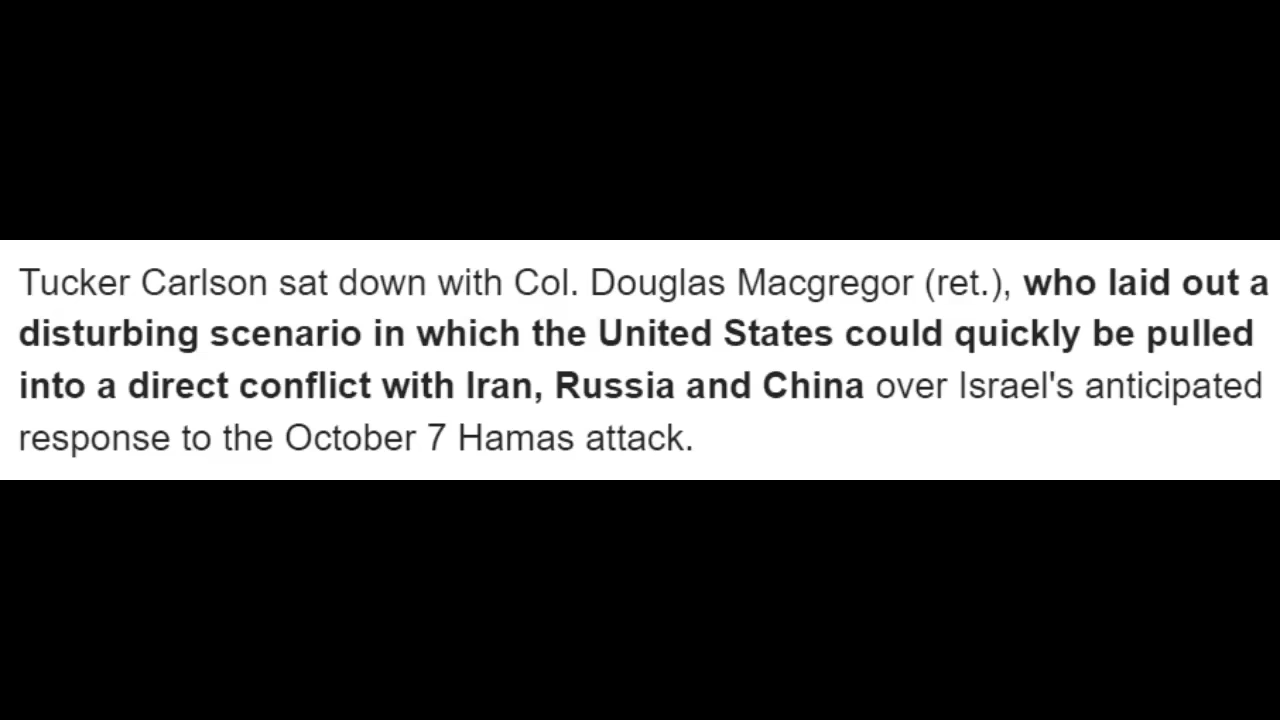 Tucker Carlson sat down with Col. Douglas Macgregor (ret.), who laid out a
disturbing scenario in which the United States could quickly be pulled
into a direct conflict with Iran, Russia and China over Israel's anticipated
response to the October 7 Hamas attack.